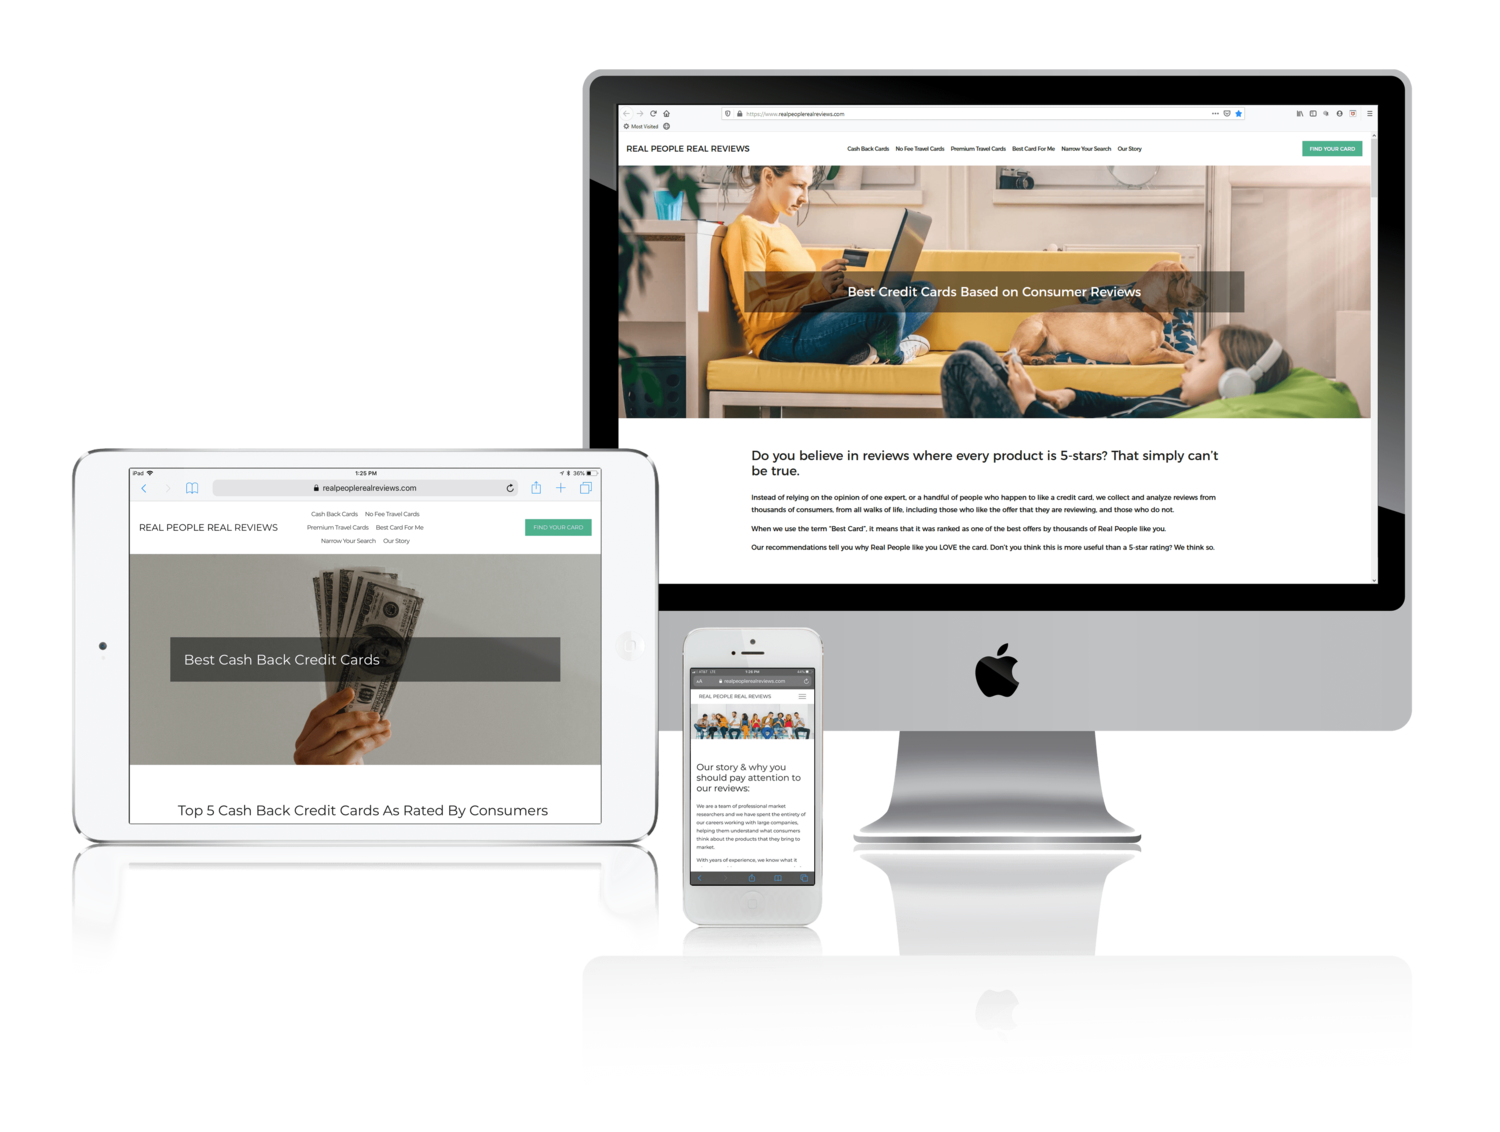 https://www.realpeoplerealreviews.com
Most Visited
REAL PEOPLE REAL REVIEWS
Cash Back Cards No Fee Travel Cards Premium Travel Cards Best Card For Me Narrow Your Search Our Story
FIND YOUR CARD
Best Credit Cards Based on Consumer Reviews
Do you believe in reviews where every product is 5-stars? That simply can't
be true.
Instead of relying on the opinion of one expert, or a handful of people who happen to like a credit card, we collect and analyze reviews from
thousands of consumers, from all walks of life, including those who like the offer that they are reviewing, and those who do not.
When we use the term "Best Card", it means that it was ranked as one of the best offers by thousands of Real People like you.
Our recommendations tell you why Real People like you LOVE the card. Don't you think this is more useful than a 5-star rating? We think so.
iPad 1:25 PM 36%
realpeoplerealreviews.com
REAL PEOPLE REAL REVIEWS
Cash Back Cards No Fee Travel Cards
Premium Travel Cards Best Card For Me
Narrow Your Search Our Story
FIND YOUR CARD
Best Cash Back Credit Cards
Top 5 Cash Back Credit Cards As Rated By Consumers
1:26 PM
AA realpeoplerealreviews.com
REAL PEOPLE REAL REVIEWS
Our story & why you
should pay attention to
our reviews:
We are a team of professional market
researchers and we have spent the entirety of
our careers working with large companies,
helping them understand what consumers
think about the products that they bring to
market.
With years of experience, we know what it